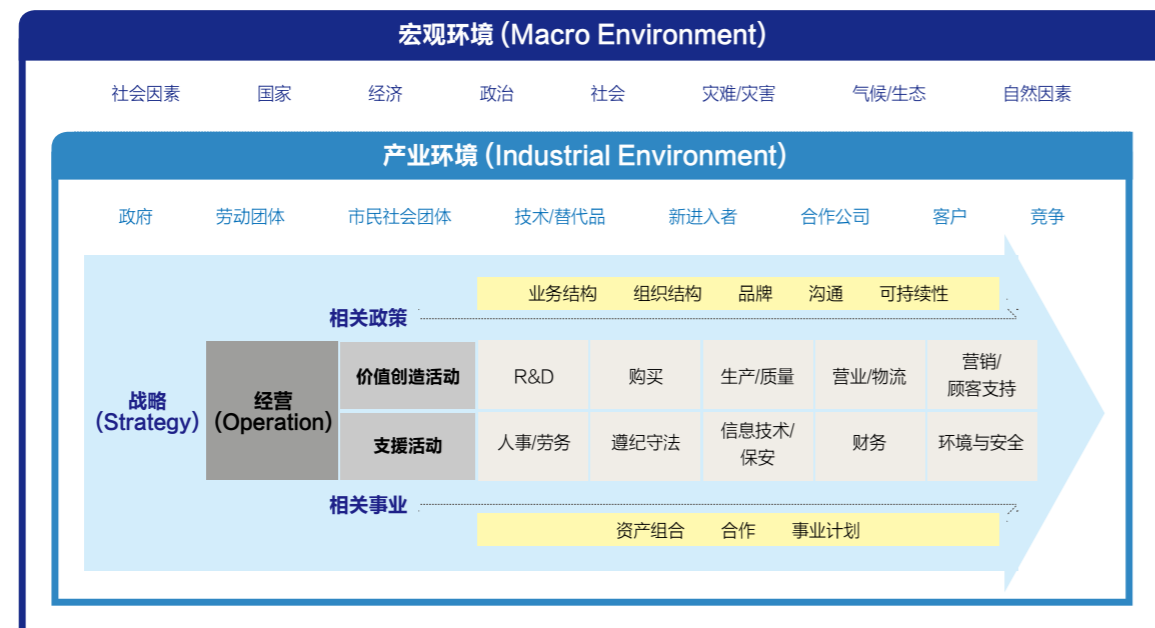 宏观环境 (Macro Environment)
社会因素 国家 经济 政治 社会 灾难/灾害 气候/生态 自然因素
产业环境 (Industrial Environment)
政府 劳动团体 市民社会团体 技术/替代品 新进入者 合作公司 客户 竞争
业务结构 组织结构 品牌 沟通 可持续性
相关政策
战略
(Strategy)
经营
(Operation)
价值创造活动
R&D 购买 生产/质量 营业/物流 营销/
顾客支持
支援活动
人事/劳务 遵纪守法 信息技术/
保安 财务 环境与安全
相关事业
资产组合 合作 事业计划